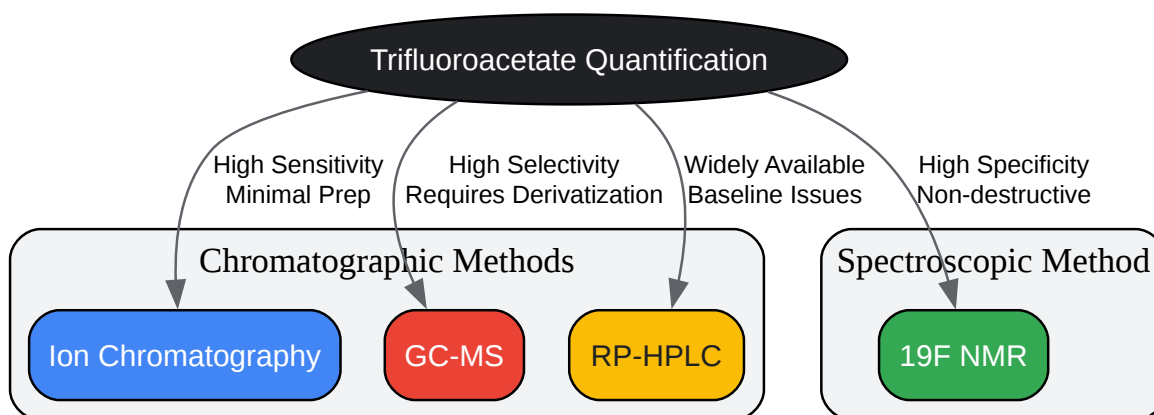 Trifluoroacetate Quantification
High Sensitivity
Minimal Prep
High Selectivity
Requires Derivatization
Widely Available
Baseline Issues
High Specificity
Non-destructive
Chromatographic Methods
Spectroscopic Method
Ion Chromatography
GC-MS
RP-HPLC
19F NMR